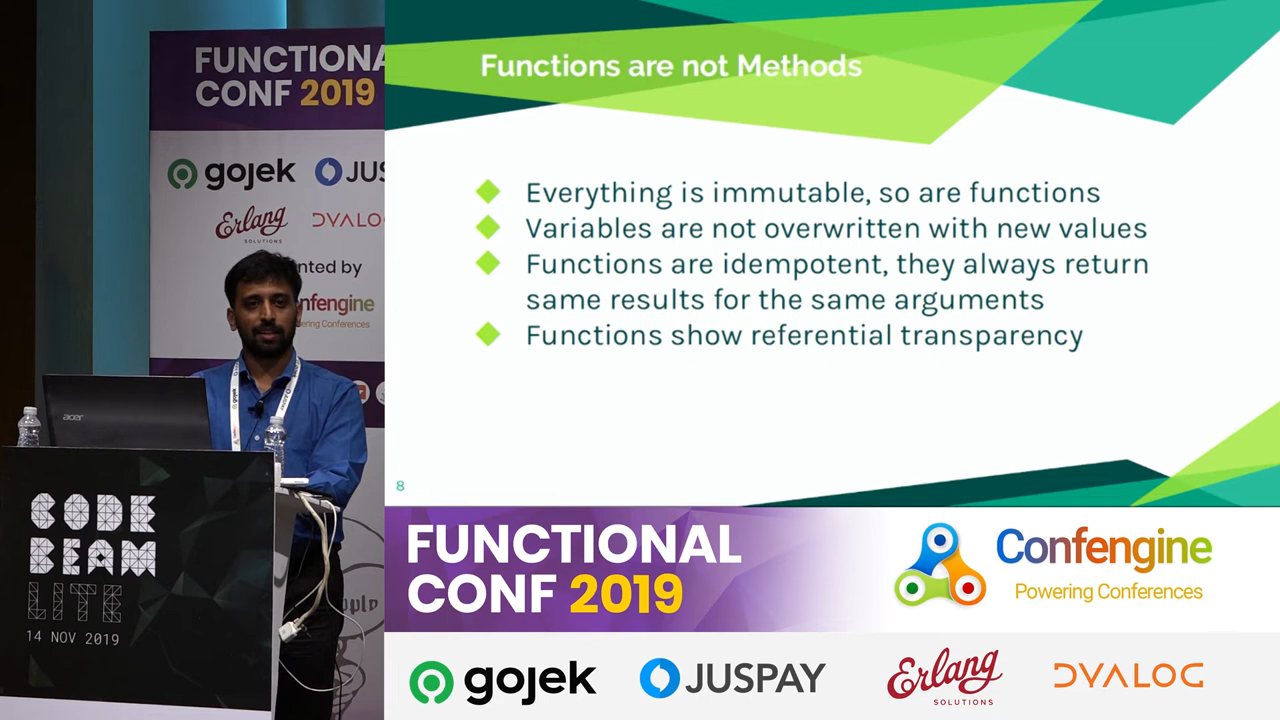 FUNCTIONA
CONF 2019
gojek
JUS
Erlang
SOLUTIONS
DYALOG
nted by
nfengine
ering Conferences
acer
CODE
BEAM
LITE
14 NOV 2019
Functions are not Methods
Everything is immutable, so are functions
Variables are not overwritten with new values
Functions are idempotent, they always return
same results for the same arguments
Functions show referential transparency
8
FUNCTIONAL
CONF 2019
Confengine
Powering Conferences
gojek
JUSPAY
Erlang
SOLUTIONS
DYALOG